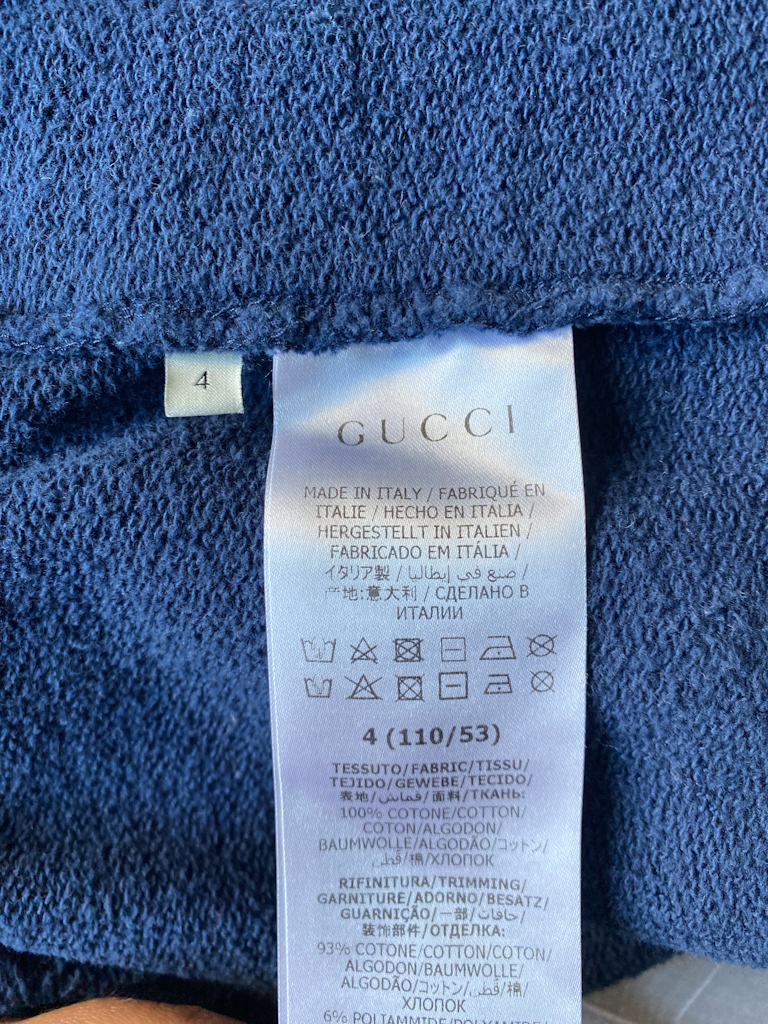 4
GUCCI
MADE IN ITALY / FABRIQUÉ EN
ITALIE / HECHO EN ITALIA /
HERGESTELLT IN ITALIEN /
FABRICADO EM ITÁLIA /
イタリア製 / صنع في إيطاليا /
产地:意大利 / СДЕЛАНО В
ИТАЛИИ
4 (110/53)
TESSUTO/FABRIC/TISSU/
TEJIDO/GEWEBE/TECIDO/
表地/قماش/面料/ТКАНЬ:
100% COTONE/COTTON/
COTON/ALGODON/
BAUMWOLLE/ALGODÃO/コットン/
قطن/棉/ХЛОПОК
RIFINITURA/TRIMMING/
GARNITURE/ADORNO/BESATZ/
GUARNIÇÃO/一部/حافات/
装饰部件/ОТДЕЛКА:
93% COTONE/COTTON/COTON/
ALGODON/BAUMWOLLE/
ALGODÃO/コットン/قطن/棉/
ХЛОПОК
6% POLIAMMIDE/POLYAMIDE/